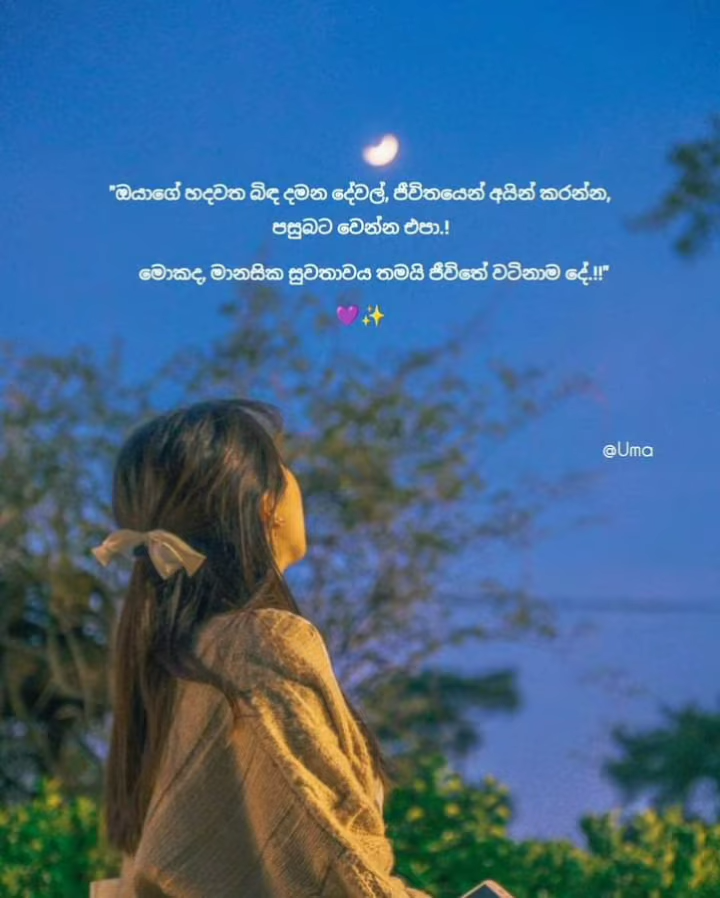 "ඔයාගේ හදවත බිඳ දමන දේවල්, ජීවිතයෙන් අයින් කරන්න,
පසුබට වෙන්න එපා.!
මොකද, මානසික සුවතාවය තමයි ජීවිතේ වටිනාම දේ.!!"
💜✨
@Uma